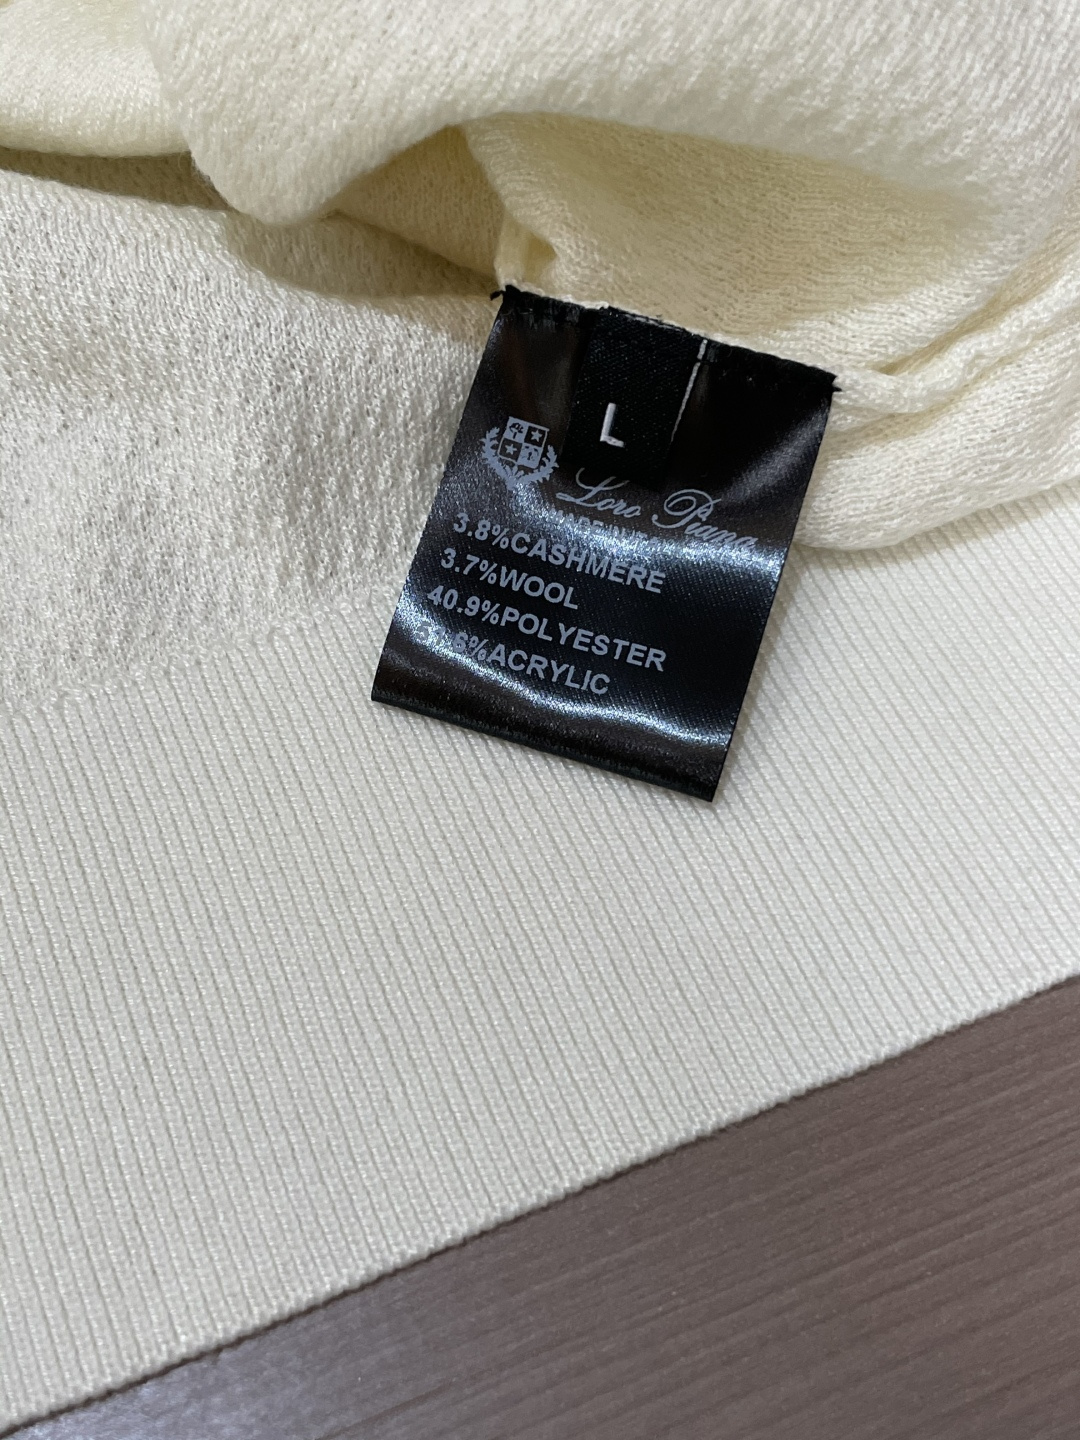 L
Loro Piana
3.8%CASHMERE
3.7%WOOL
40.9%POLYESTER
%ACRYLIC